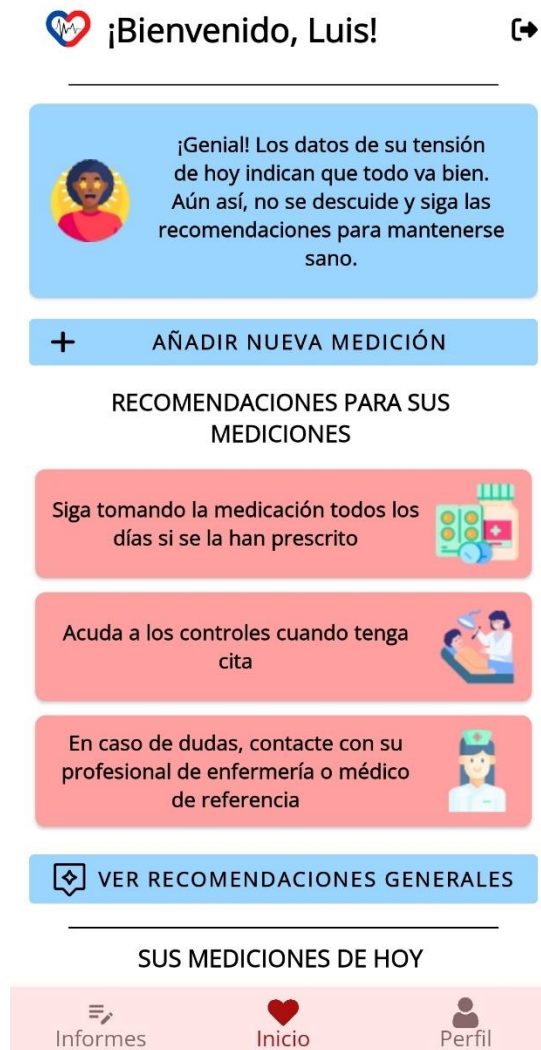 ¡Bienvenido, Luis!
¡Genial! Los datos de su tensión
de hoy indican que todo va bien.
Aún así, no se descuide y siga las
recomendaciones para mantenerse
sano.
AÑADIR NUEVA MEDICIÓN
RECOMENDACIONES PARA SUS
MEDICIONES
Siga tomando la medicación todos los
días si se la han prescrito
Acuda a los controles cuando tenga
cita
En caso de dudas, contacte con su
profesional de enfermería o médico
de referencia
VER RECOMENDACIONES GENERALES
SUS MEDICIONES DE HOY
Informes
Inicio
Perfil